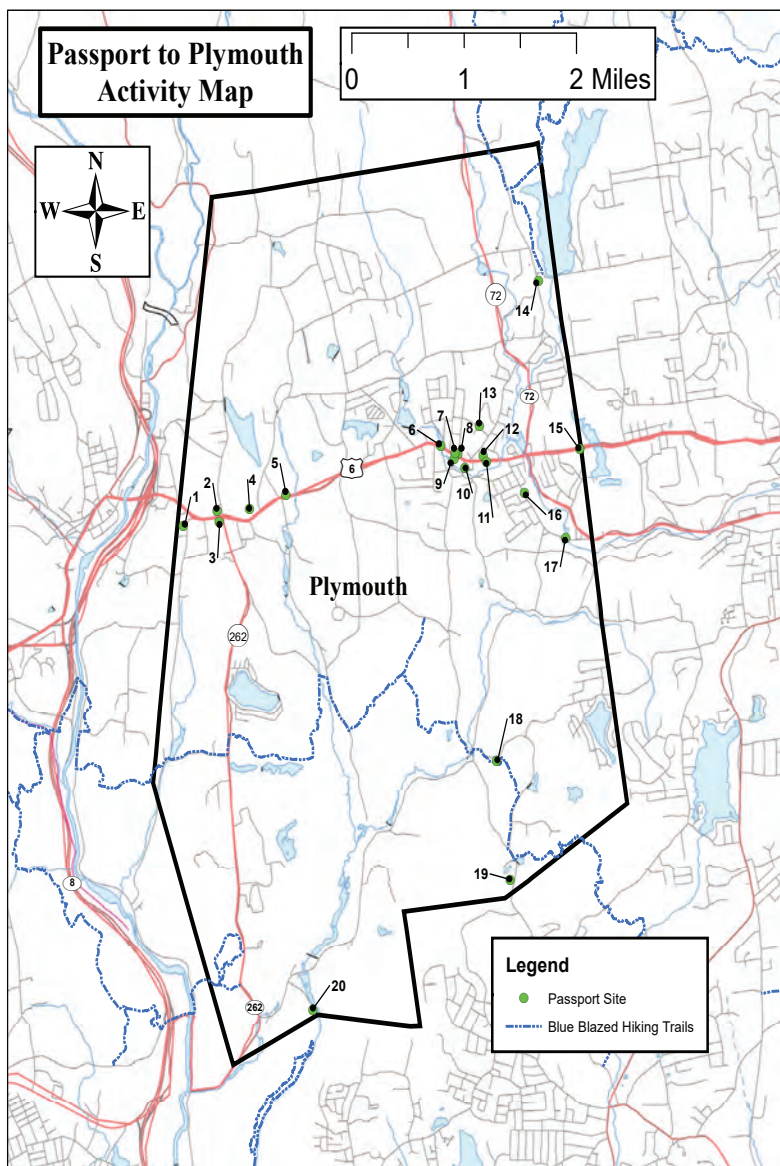 Passport to Plymouth
Activity Map
0 1 2 Miles
N
W E
S
72
14
72
13
7 8 12
6
15
6
5
9
10
11
2 4
1
16
3
17
Plymouth
262
18
19
8
20
262
Legend
Passport Site
Blue Blazed Hiking Trails